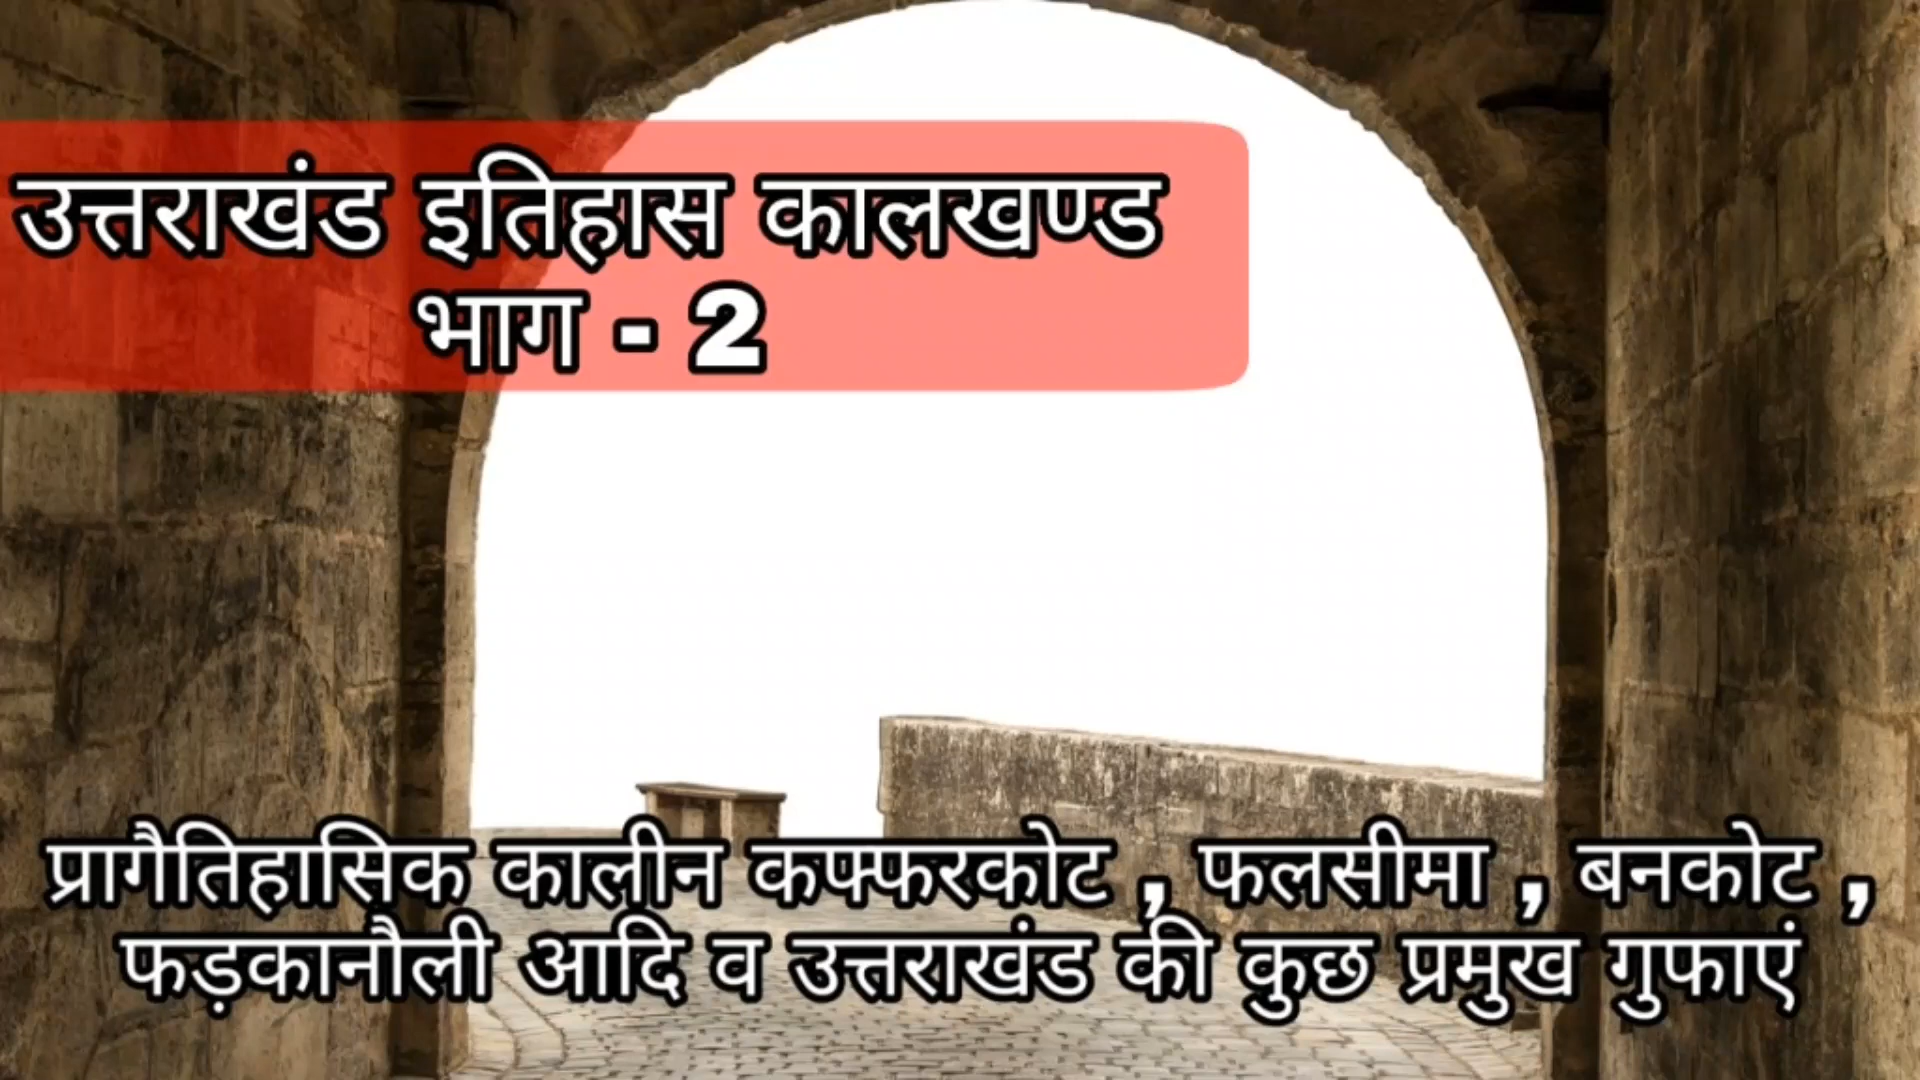 उत्तराखंड इतिहास कालखण्ड
भाग - 2
प्रागैतिहासिक कालीन कफ्फरकोट , फलसीमा , बनकोट ,
फड़कानौली आदि व उत्तराखंड की कुछ प्रमुख गुफाएं